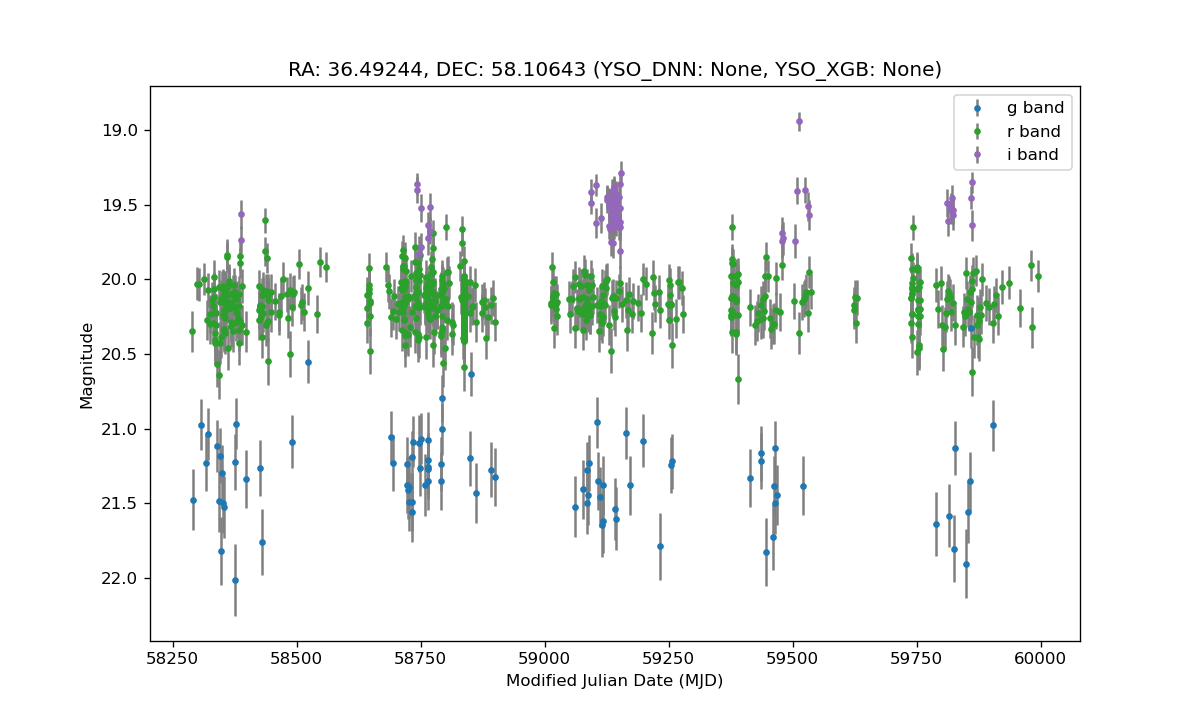 RA: 36.49244, DEC: 58.10643 (YSO_DNN: None, YSO_XGB: None)
g band
r band
i band
19.0
19.5
20.0
20.5
21.0
21.5
22.0
Magnitude
58250 58500 58750 59000 59250 59500 59750 60000
Modified Julian Date (MJD)